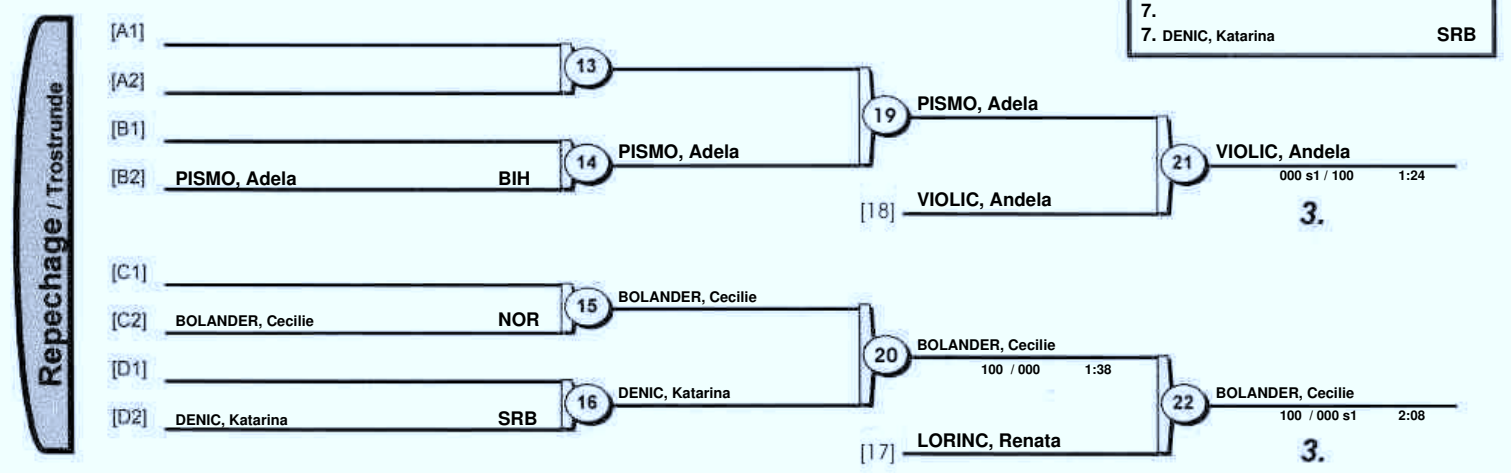 7.
7. DENIC, Katarina SRB
Repechage / Trostrunde
[A1]
13
[A2]
PISMO, Adela
19
[B1]
PISMO, Adela
14
VIOLIC, Andela
21
[B2] PISMO, Adela BIH
000 s1 / 100 1:24
[18] VIOLIC, Andela
3.
[C1]
BOLANDER, Cecilie
15
[C2] BOLANDER, Cecilie NOR
BOLANDER, Cecilie
20
100 / 000 1:38
[D1]
DENIC, Katarina
16
BOLANDER, Cecilie
22
[D2] DENIC, Katarina SRB
100 / 000 s1 2:08
[17] LORINC, Renata
3.